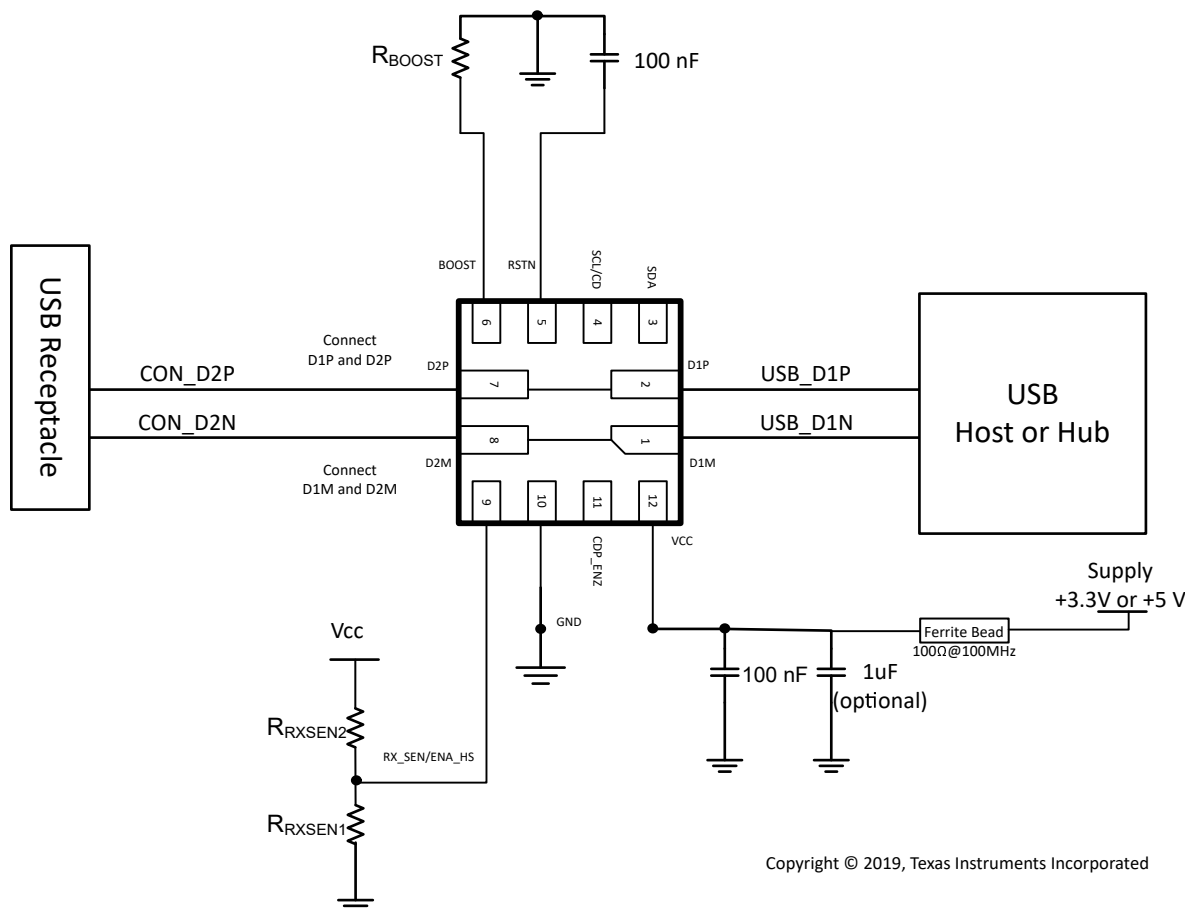 R_BOOST
100 nF
BOOST
RSTN
SCL/CD
SDA
6
5
4
3
USB Receptacle
Connect
D1P and D2P
D2P
D1P
CON_D2P
7
2
USB_D1P
USB
Host or Hub
CON_D2N
8
1
USB_D1N
D2M
D1M
Connect
D1M and D2M
9
10
11
12
CDP_ENZ
VCC
Supply
+3.3V or +5 V
GND
Ferrite Bead
100Ω@100MHz
Vcc
100 nF
1uF
(optional)
R_RXSEN2
RX_SEN/ENA_HS
R_RXSEN1
Copyright © 2019, Texas Instruments Incorporated